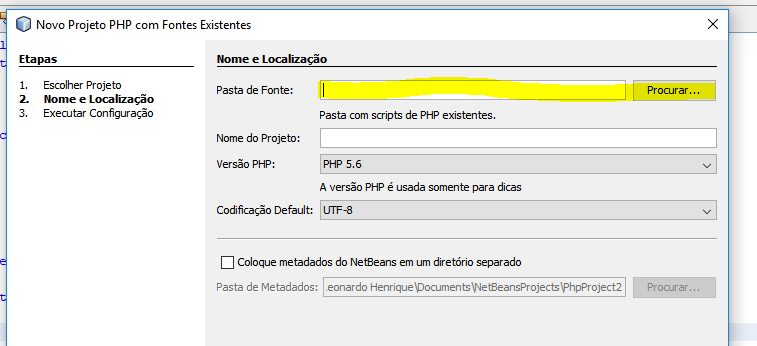 Novo Projeto PHP com Fontes Existentes
Etapas
1. Escolher Projeto
2. Nome e Localização
3. Executar Configuração
Nome e Localização
Pasta de Fonte: Procurar...
Pasta com scripts de PHP existentes.
Nome do Projeto:
Versão PHP: PHP 5.6
A versão PHP é usada somente para dicas
Codificação Default: UTF-8
Coloque metadados do NetBeans em um diretório separado
Pasta de Metadados: .eonardo Henrique\Documents\NetBeansProjects\PhpProject2 Procurar...